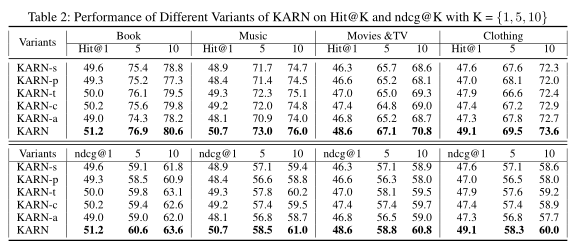 Table 2: Performance of Different Variants of KARN on Hit@K and ndcg@K with K = {1, 5, 10}
Variants Book Music Movies &TV Clothing
Hit@1 5 10 Hit@1 5 10 Hit@1 5 10 Hit@1 5 10
KARN-s 49.6 75.4 78.8 48.9 71.7 74.7 46.3 65.7 68.6 47.6 67.6 72.3
KARN-p 49.3 75.2 77.3 48.4 71.4 74.5 46.6 65.2 68.1 47.0 68.1 72.0
KARN-t 50.0 76.1 79.5 49.3 72.3 75.1 47.0 65.0 69.3 47.9 66.6 72.4
KARN-c 50.2 75.6 79.8 49.2 72.0 74.8 47.4 64.8 69.0 47.4 67.2 72.9
KARN-a 49.0 74.3 78.2 48.1 70.9 74.0 46.8 65.2 68.7 47.3 67.8 72.7
KARN 51.2 76.9 80.6 50.7 73.0 76.0 48.6 67.1 70.8 49.1 69.5 73.6
Variants ndcg@1 5 10 ndcg@1 5 10 ndcg@1 5 10 ndcg@1 5 10
KARN-s 49.6 59.1 61.8 48.9 57.1 59.4 46.3 57.1 58.9 47.6 57.1 58.6
KARN-p 49.3 58.5 60.9 48.4 56.6 58.8 46.6 56.3 58.0 47.0 56.5 58.0
KARN-t 50.0 59.8 63.1 49.3 57.8 60.2 47.0 58.1 59.5 47.9 57.6 59.2
KARN-c 50.2 59.4 62.6 49.2 57.4 59.5 47.4 57.4 59.7 47.4 57.4 58.9
KARN-a 49.0 59.0 62.0 48.1 56.8 58.7 46.8 56.5 59.0 47.3 56.8 57.7
KARN 51.2 60.6 63.6 50.7 58.5 61.0 48.6 58.8 60.8 49.1 58.3 60.0